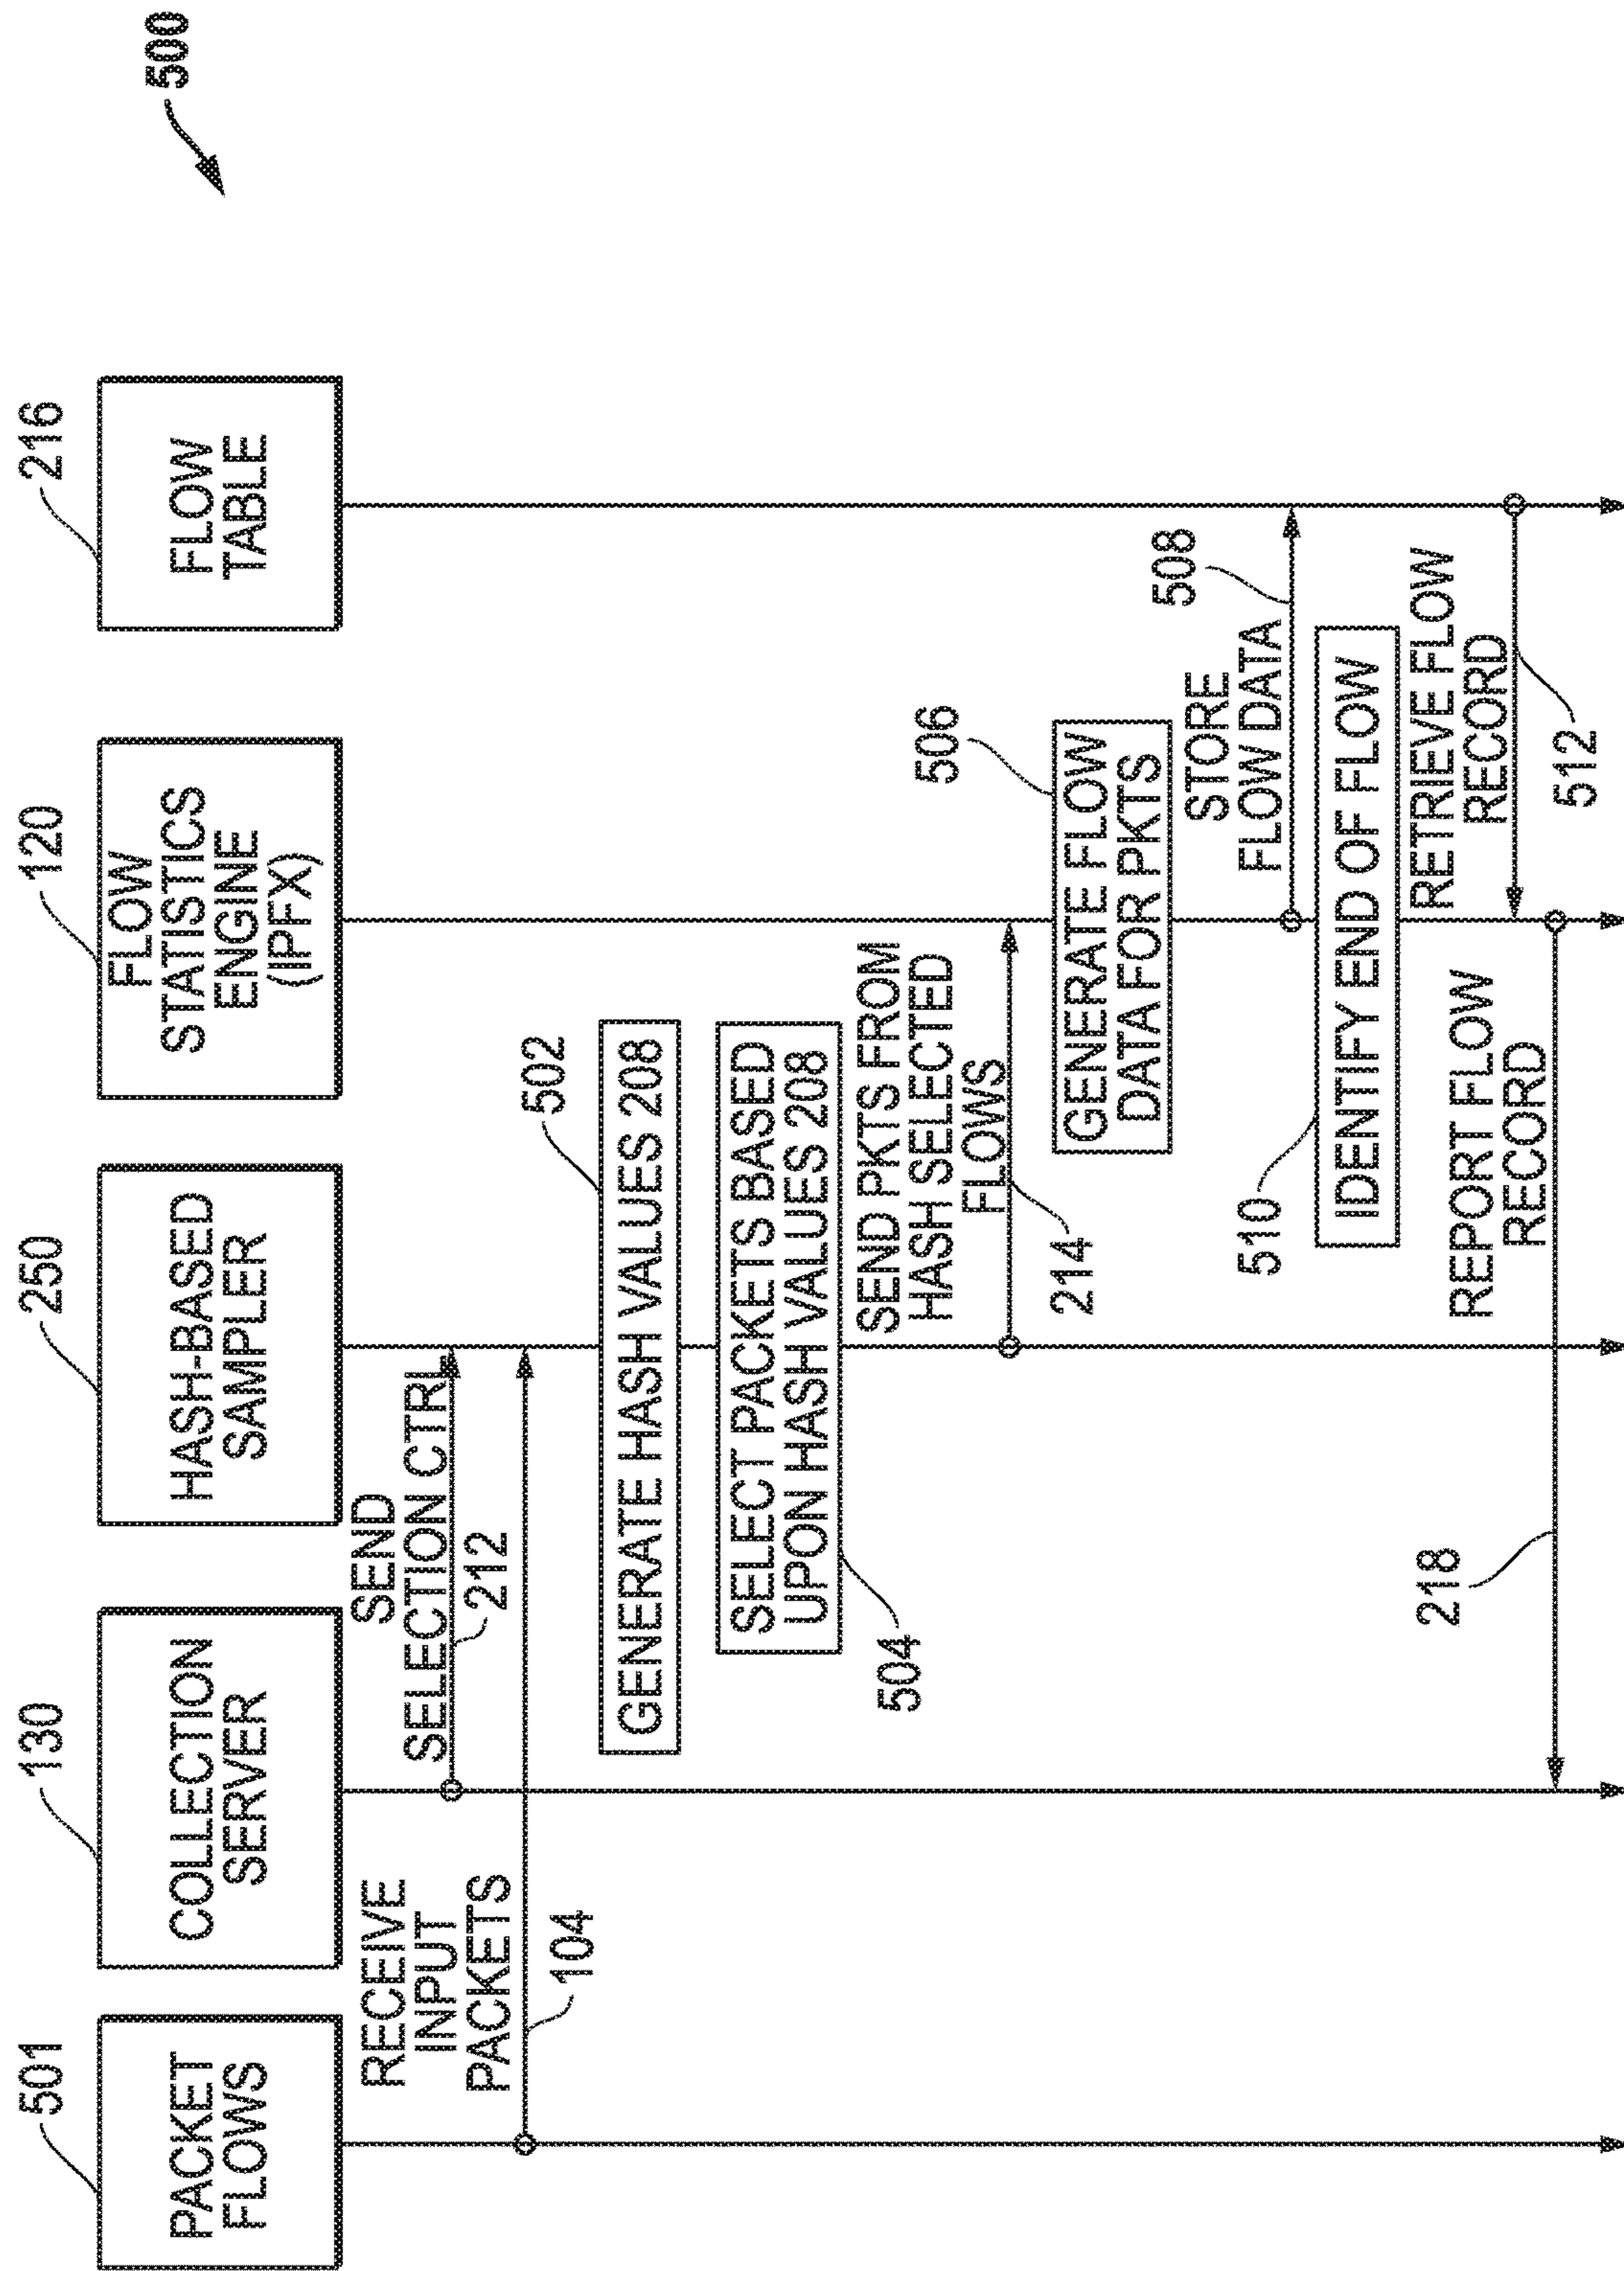 500
501
PACKET
FLOWS
130
COLLECTION
SERVER
250
HASH-BASED
SAMPLER
120
FLOW
STATISTICS
ENGINE
(IPFX)
216
FLOW
TABLE
SEND
SELECTION CTRL
212
RECEIVE
INPUT
PACKETS
104
502
GENERATE HASH VALUES 208
SELECT PACKETS BASED
UPON HASH VALUES 208
504
SEND PKTS FROM
HASH SELECTED
FLOWS
214
506
GENERATE FLOW
DATA FOR PKTS
STORE
FLOW DATA
508
510
IDENTIFY END OF FLOW
RETRIEVE FLOW
RECORD
512
REPORT FLOW
RECORD
218